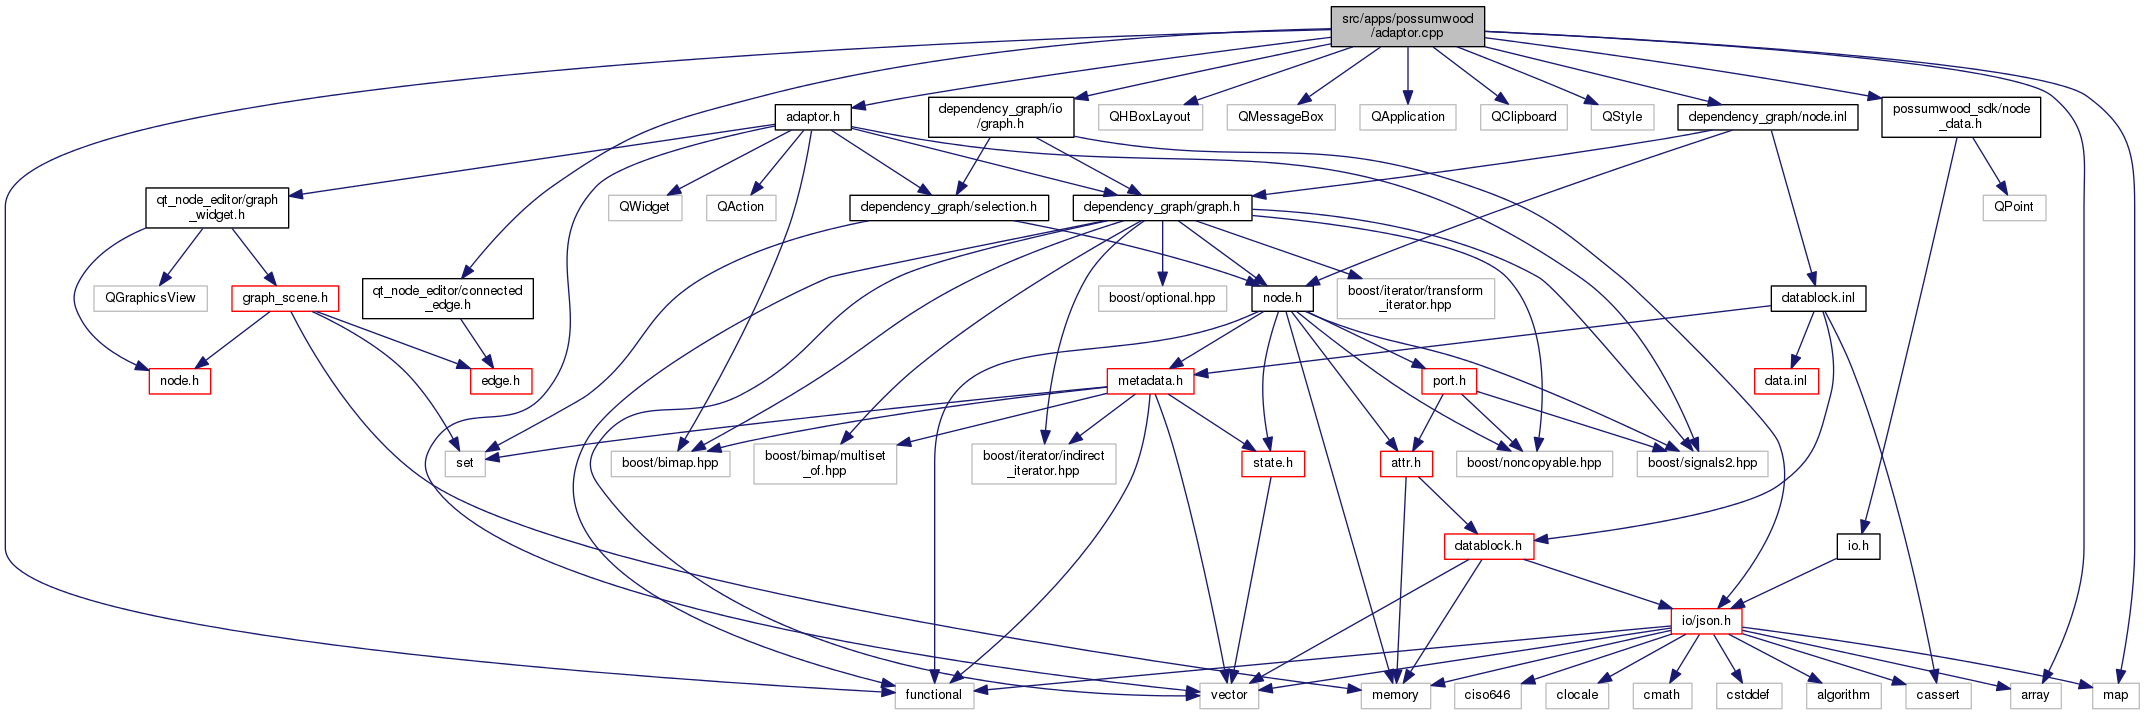 src/apps/possumwood
/adaptor.cpp
adaptor.h
dependency_graph/io
/graph.h
QHBoxLayout
QMessageBox
QApplication
QClipboard
QStyle
dependency_graph/node.inl
possumwood_sdk/node
_data.h
qt_node_editor/graph
_widget.h
QWidget
QAction
dependency_graph/selection.h
dependency_graph/graph.h
QPoint
QGraphicsView
graph_scene.h
qt_node_editor/connected
_edge.h
boost/optional.hpp
node.h
boost/iterator/transform
_iterator.hpp
datablock.inl
node.h
edge.h
metadata.h
port.h
data.inl
set
boost/bimap.hpp
boost/bimap/multiset
_of.hpp
boost/iterator/indirect
_iterator.hpp
state.h
attr.h
boost/noncopyable.hpp
boost/signals2.hpp
datablock.h
io.h
io/json.h
functional
vector
memory
ciso646
clocale
cmath
cstddef
algorithm
cassert
array
map